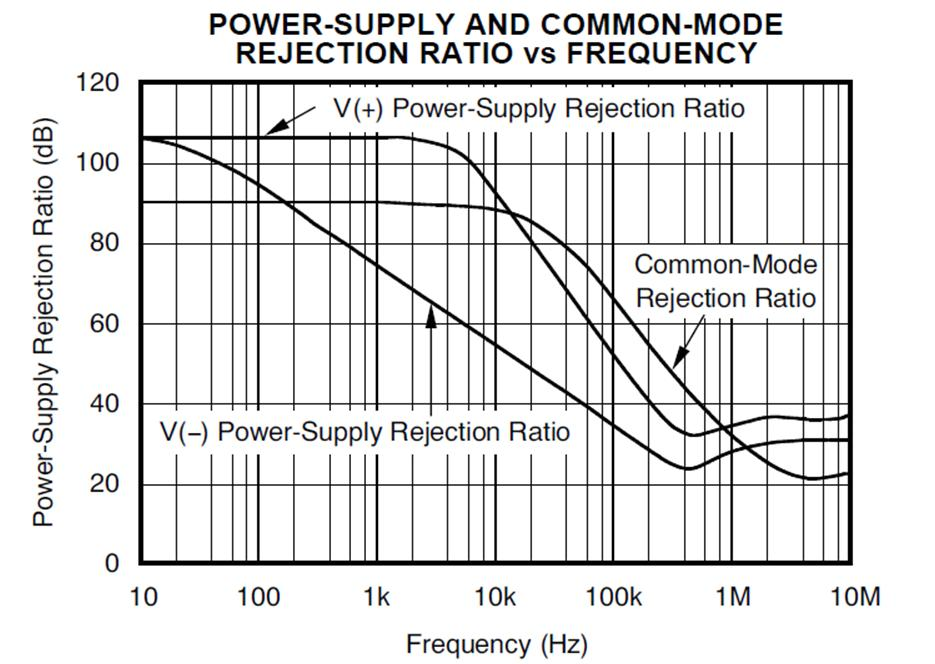 POWER-SUPPLY AND COMMON-MODE
REJECTION RATIO vs FREQUENCY
Power-Supply Rejection Ratio (dB)
120
100
80
60
40
20
0
V(+) Power-Supply Rejection Ratio
Common-Mode
Rejection Ratio
V(–) Power-Supply Rejection Ratio
10
100
1k
10k
100k
1M
10M
Frequency (Hz)